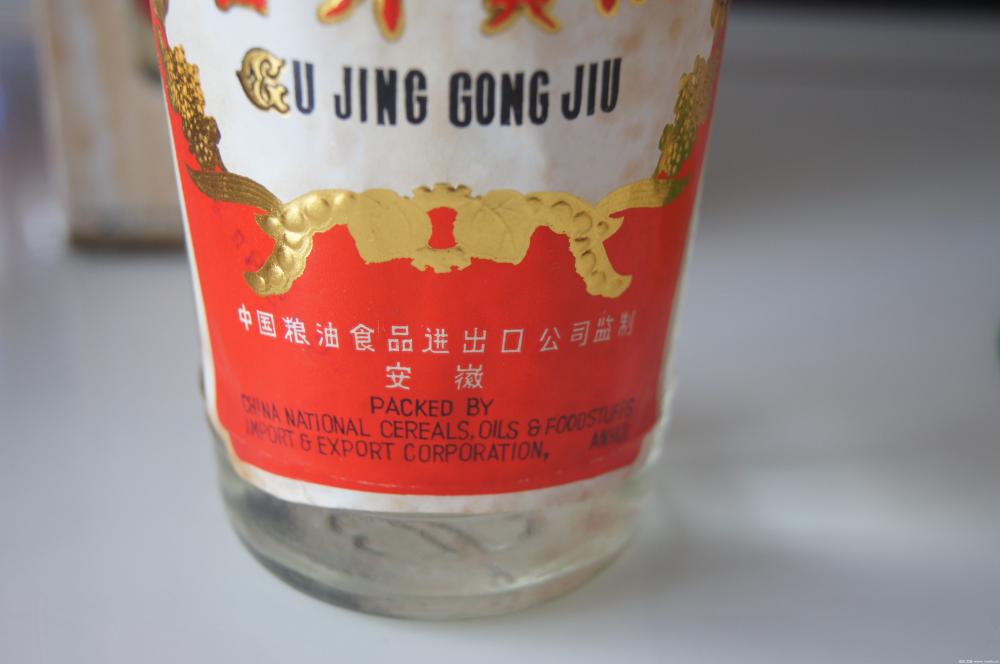 GU JING GONG JIU
中国粮油食品进出口公司监制
安徽
PACKED BY
CHINA NATIONAL CEREALS, OILS & FOODSTUFFS
IMPORT & EXPORT CORPORATION, ANHUI